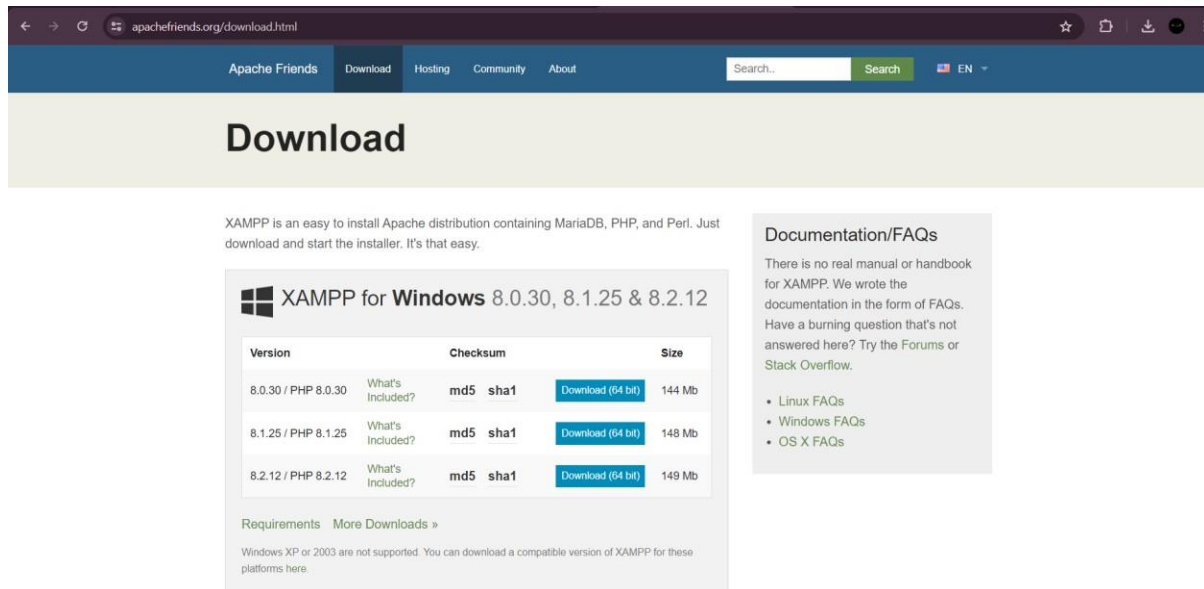 apachefriends.org/download.html
Apache Friends Download Hosting Community About Search.. Search EN
Download
XAMPP is an easy to install Apache distribution containing MariaDB, PHP, and Perl. Just
download and start the installer. It's that easy.
XAMPP for Windows 8.0.30, 8.1.25 & 8.2.12
Version Checksum Size
8.0.30 / PHP 8.0.30 What's Included? md5 sha1 Download (64 bit) 144 Mb
8.1.25 / PHP 8.1.25 What's Included? md5 sha1 Download (64 bit) 148 Mb
8.2.12 / PHP 8.2.12 What's Included? md5 sha1 Download (64 bit) 149 Mb
Requirements More Downloads »
Windows XP or 2003 are not supported. You can download a compatible version of XAMPP for these
platforms here.
Documentation/FAQs
There is no real manual or handbook
for XAMPP. We wrote the
documentation in the form of FAQs.
Have a burning question that's not
answered here? Try the Forums or
Stack Overflow.
• Linux FAQs
• Windows FAQs
• OS X FAQs